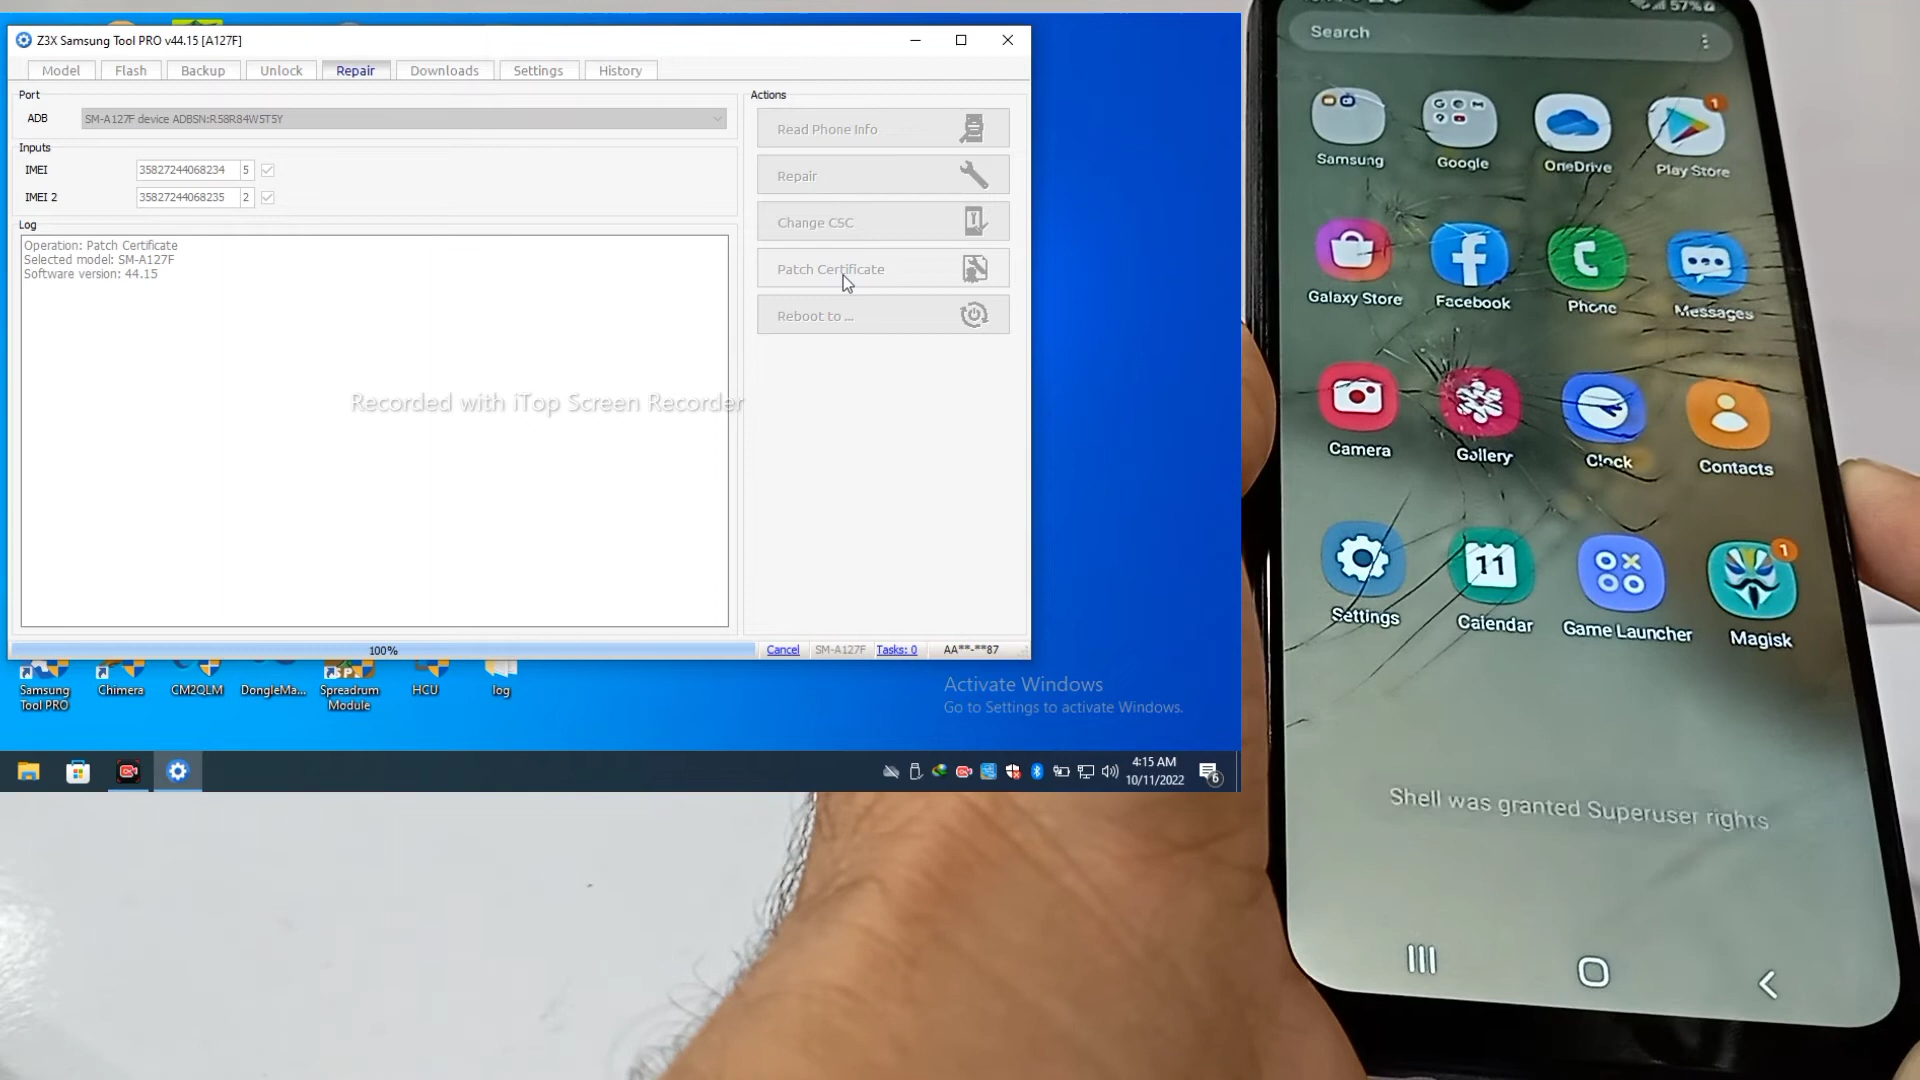 Z3X Samsung Tool PRO v44.15 [A127F]
Model
Flash
Backup
Unlock
Repair
Downloads
Settings
History
Port
ADB
SM-A127F device ADBSN:R58R84W5T5Y
Inputs
IMEI
35827244068234
5
IMEI 2
35827244068235
2
Log
Operation: Patch Certificate
Selected model: SM-A127F
Software version: 44.15
Actions
Read Phone Info
Repair
Change CSC
Patch Certificate
Reboot to ...
Recorded with iTop Screen Recorder
100%
Cancel
SM-A127F
Tasks: 0
AA**-**87
Samsung
Tool PRO
Chimera
CM2QLM
DongleMa...
Spreadrum
Module
HCU
log
Activate Windows
Go to Settings to activate Windows.
4:15 AM
10/11/2022
6
57%
Search
Samsung
Google
OneDrive
1
Play Store
Galaxy Store
Facebook
Phone
Messages
Camera
Gallery
Clock
Contacts
Settings
11
Calendar
Game Launcher
1
Magisk
Shell was granted Superuser rights